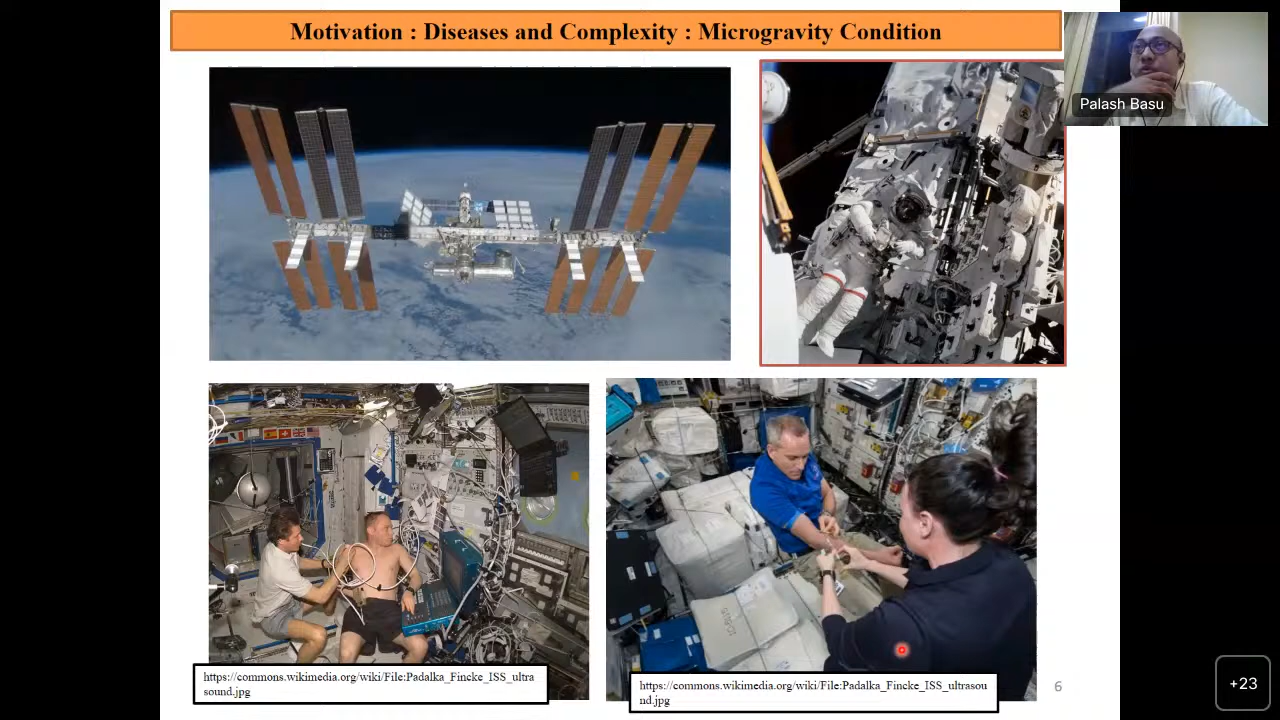 Motivation : Diseases and Complexity : Microgravity Condition
Palash Basu
https://commons.wikimedia.org/wiki/File:Padalka_Fincke_ISS_ultra
sound.jpg
https://commons.wikimedia.org/wiki/File:Padalka_Fincke_ISS_ultrasou
nd.jpg
6
+23